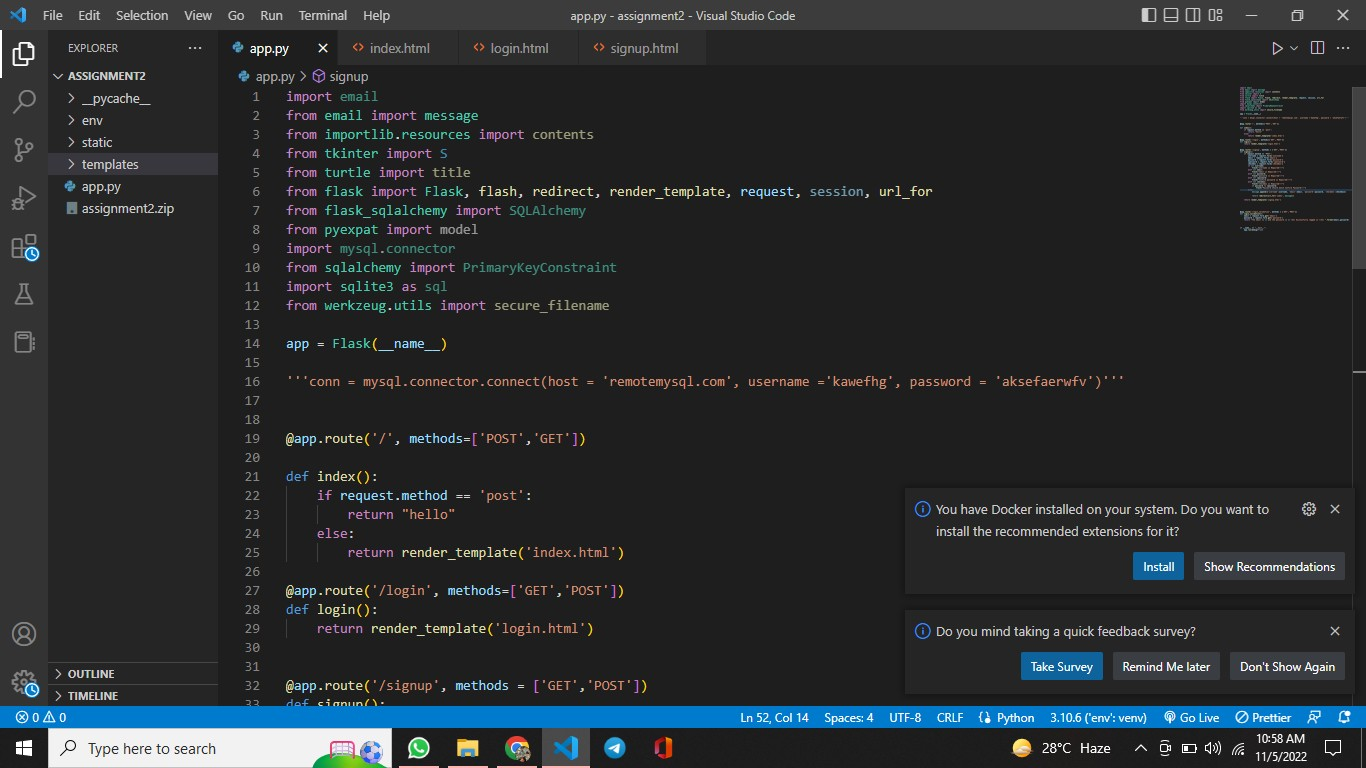 File Edit Selection View Go Run Terminal Help app.py - assignment2 - Visual Studio Code
EXPLORER
ASSIGNMENT2
__pycache__
env
static
templates
app.py
assignment2.zip
OUTLINE
TIMELINE
app.py index.html login.html signup.html
app.py > signup
1 import email
2 from email import message
3 from importlib.resources import contents
4 from tkinter import S
5 from turtle import title
6 from flask import Flask, flash, redirect, render_template, request, session, url_for
7 from flask_sqlalchemy import SQLAlchemy
8 from pyexpat import model
9 import mysql.connector
10 from sqlalchemy import PrimaryKeyConstraint
11 import sqlite3 as sql
12 from werkzeug.utils import secure_filename
13
14 app = Flask(__name__)
15
16 '''conn = mysql.connector.connect(host = 'remotemysql.com', username ='kawefhg', password = 'aksefaerwfv')'''
17
18
19 @app.route('/', methods=['POST','GET'])
20
21 def index():
22 if request.method == 'post':
23 return "hello"
24 else:
25 return render_template('index.html')
26
27 @app.route('/login', methods=['GET','POST'])
28 def login():
29 return render_template('login.html')
30
31
32 @app.route('/signup', methods = ['GET','POST'])
33 def signup():
You have Docker installed on your system. Do you want to
install the recommended extensions for it?
Install Show Recommendations
Do you mind taking a quick feedback survey?
Take Survey Remind Me later Don't Show Again
0 0 Ln 52, Col 14 Spaces: 4 UTF-8 CRLF Python 3.10.6 ('env': venv) Go Live Prettier
Type here to search 28°C Haze 10:58 AM
11/5/2022